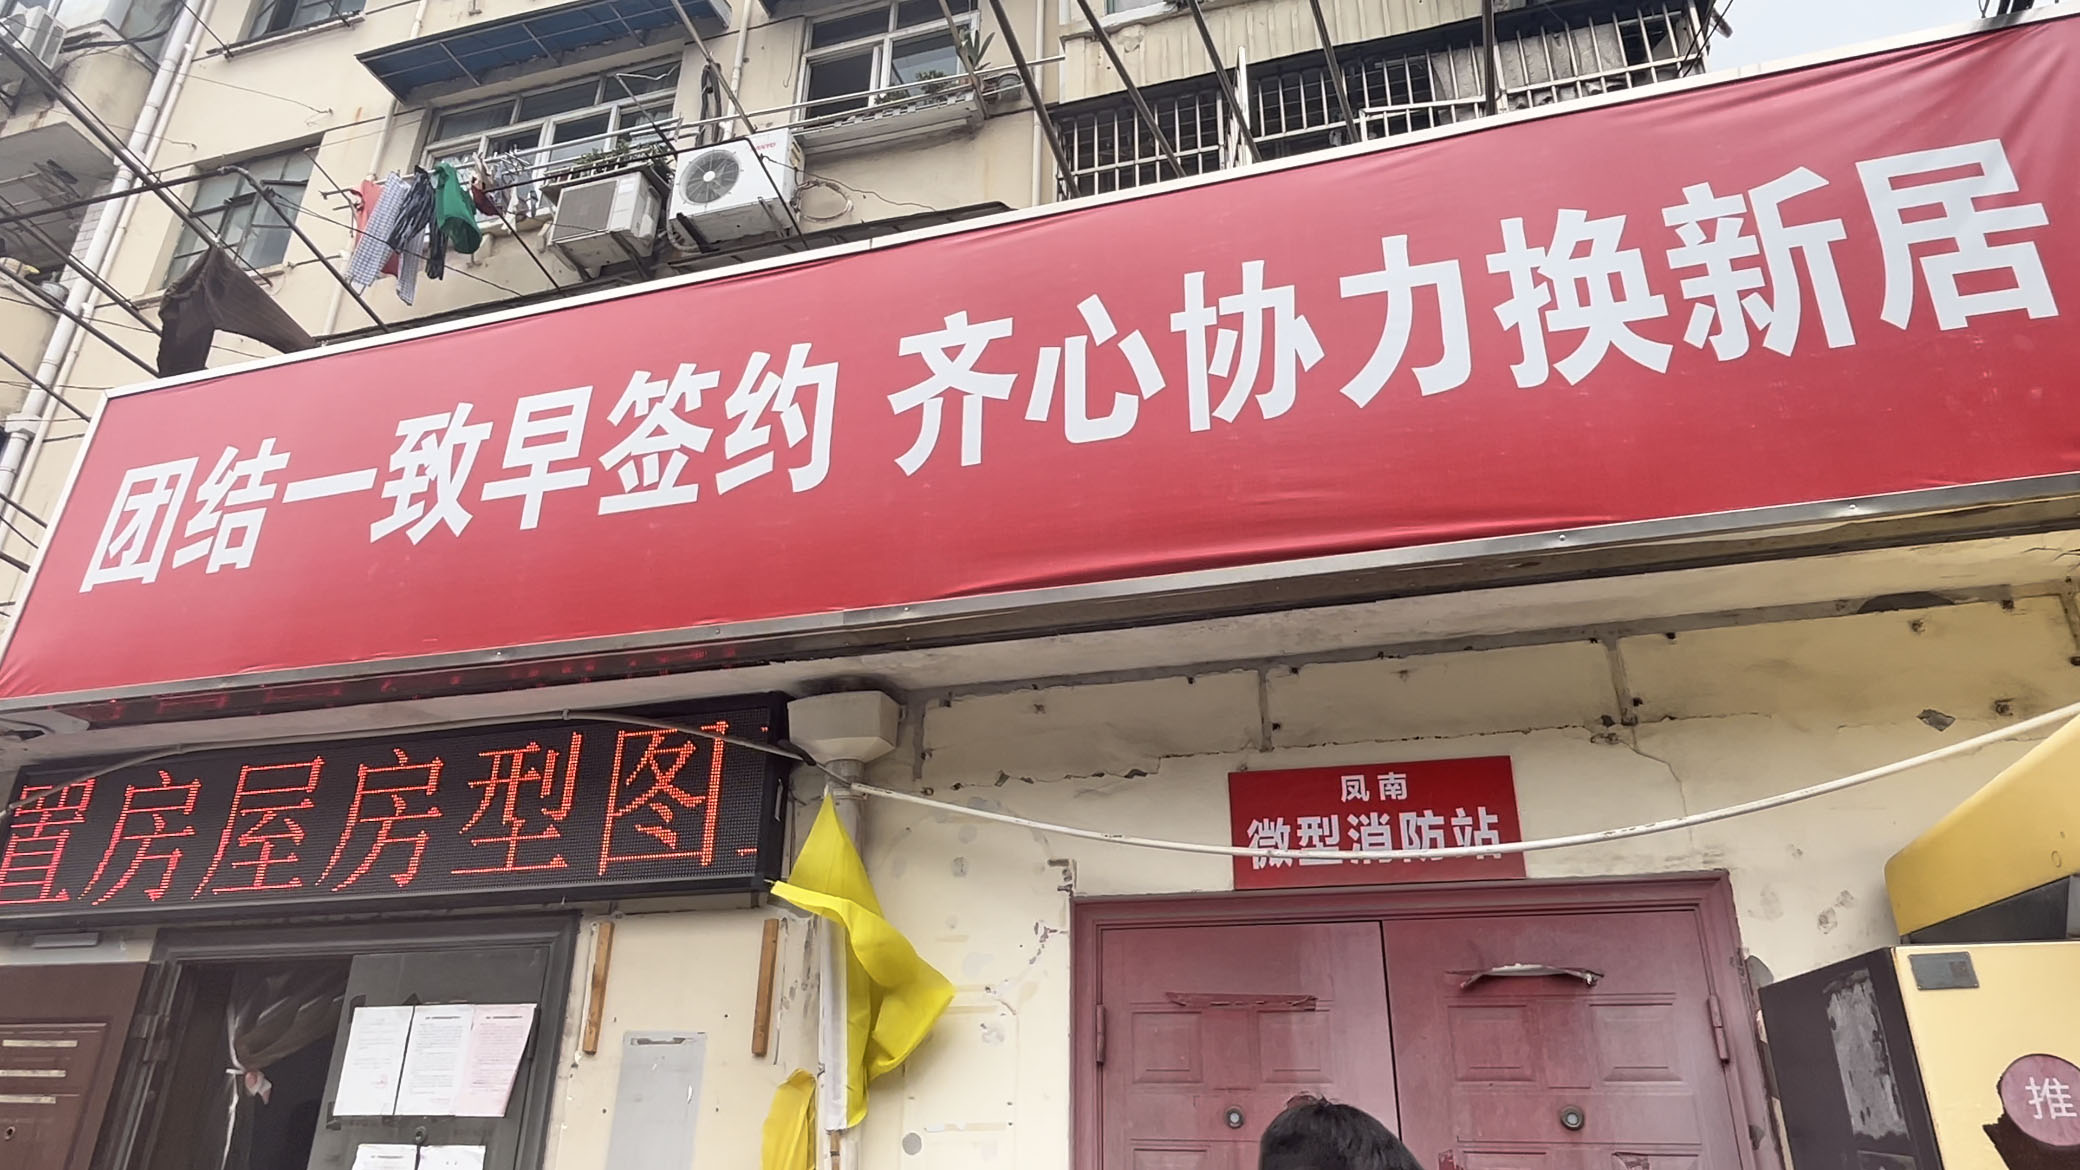 团结一致早签约 齐心协力换新居
置房屋房型图
凤南
微型消防站
推